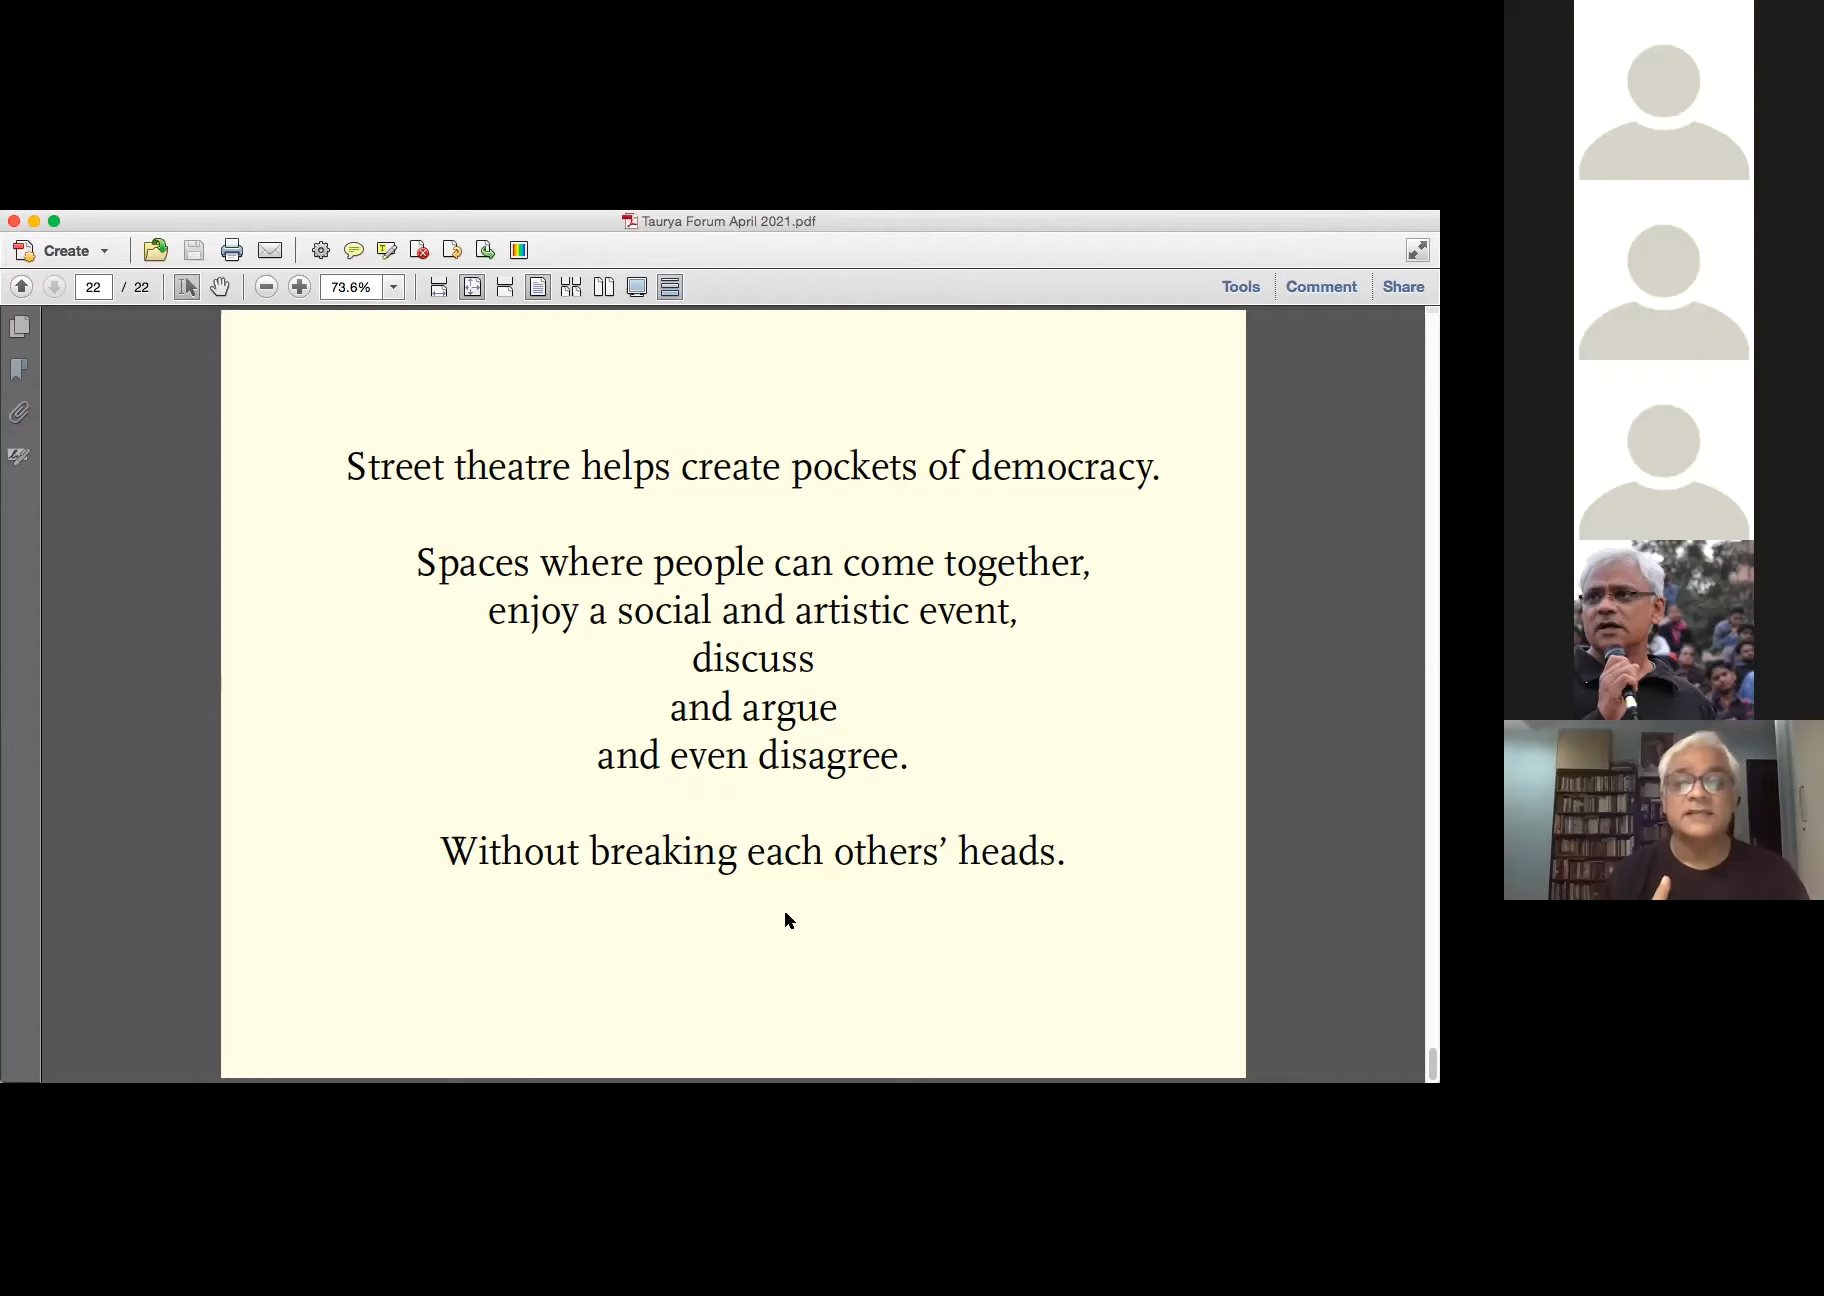 Taurya Forum April 2021.pdf
Create
22 / 22
73.6%
Tools
Comment
Share
Street theatre helps create pockets of democracy.
Spaces where people can come together,
enjoy a social and artistic event,
discuss
and argue
and even disagree.
Without breaking each others’ heads.